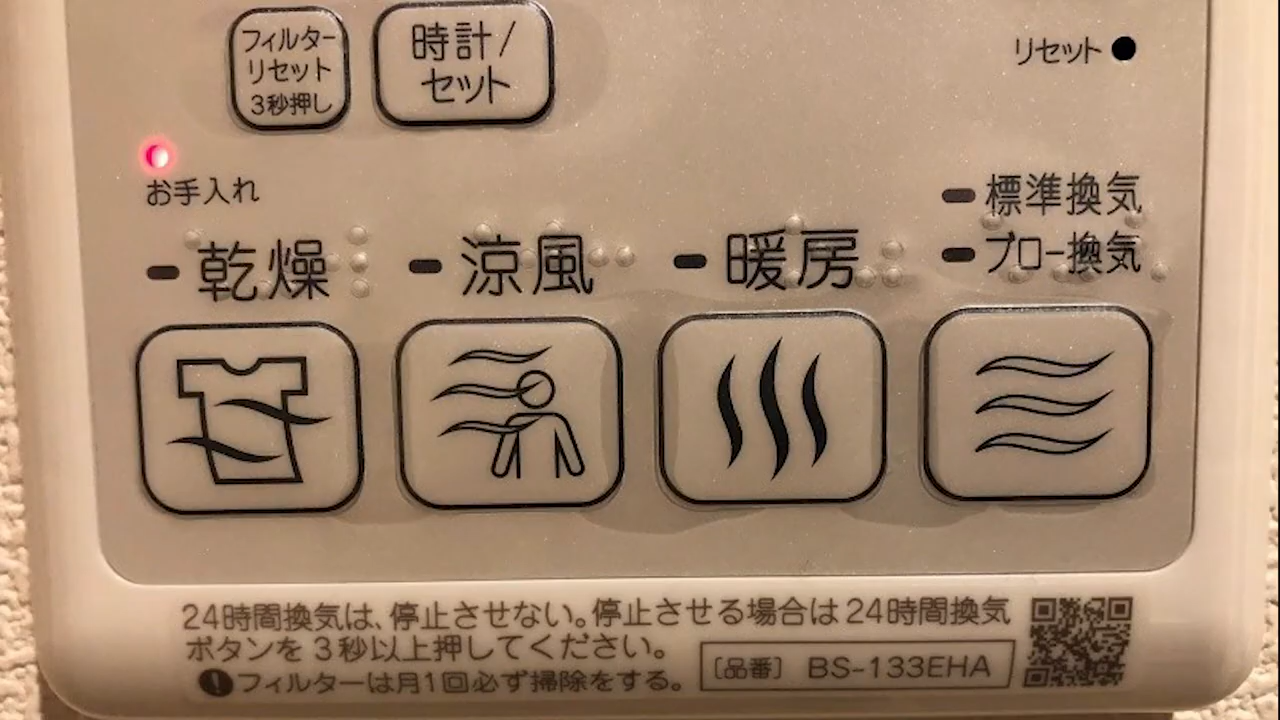 フィルター
リセット
3秒押し
時計/
セット
リセット
お手入れ
標準換気
ブロー換気
乾燥
涼風
暖房
24時間換気は、停止させない。停止させる場合は24時間換気
ボタンを3秒以上押してください。
フィルターは月1回必ず掃除をする。
[品番] BS-133EHA